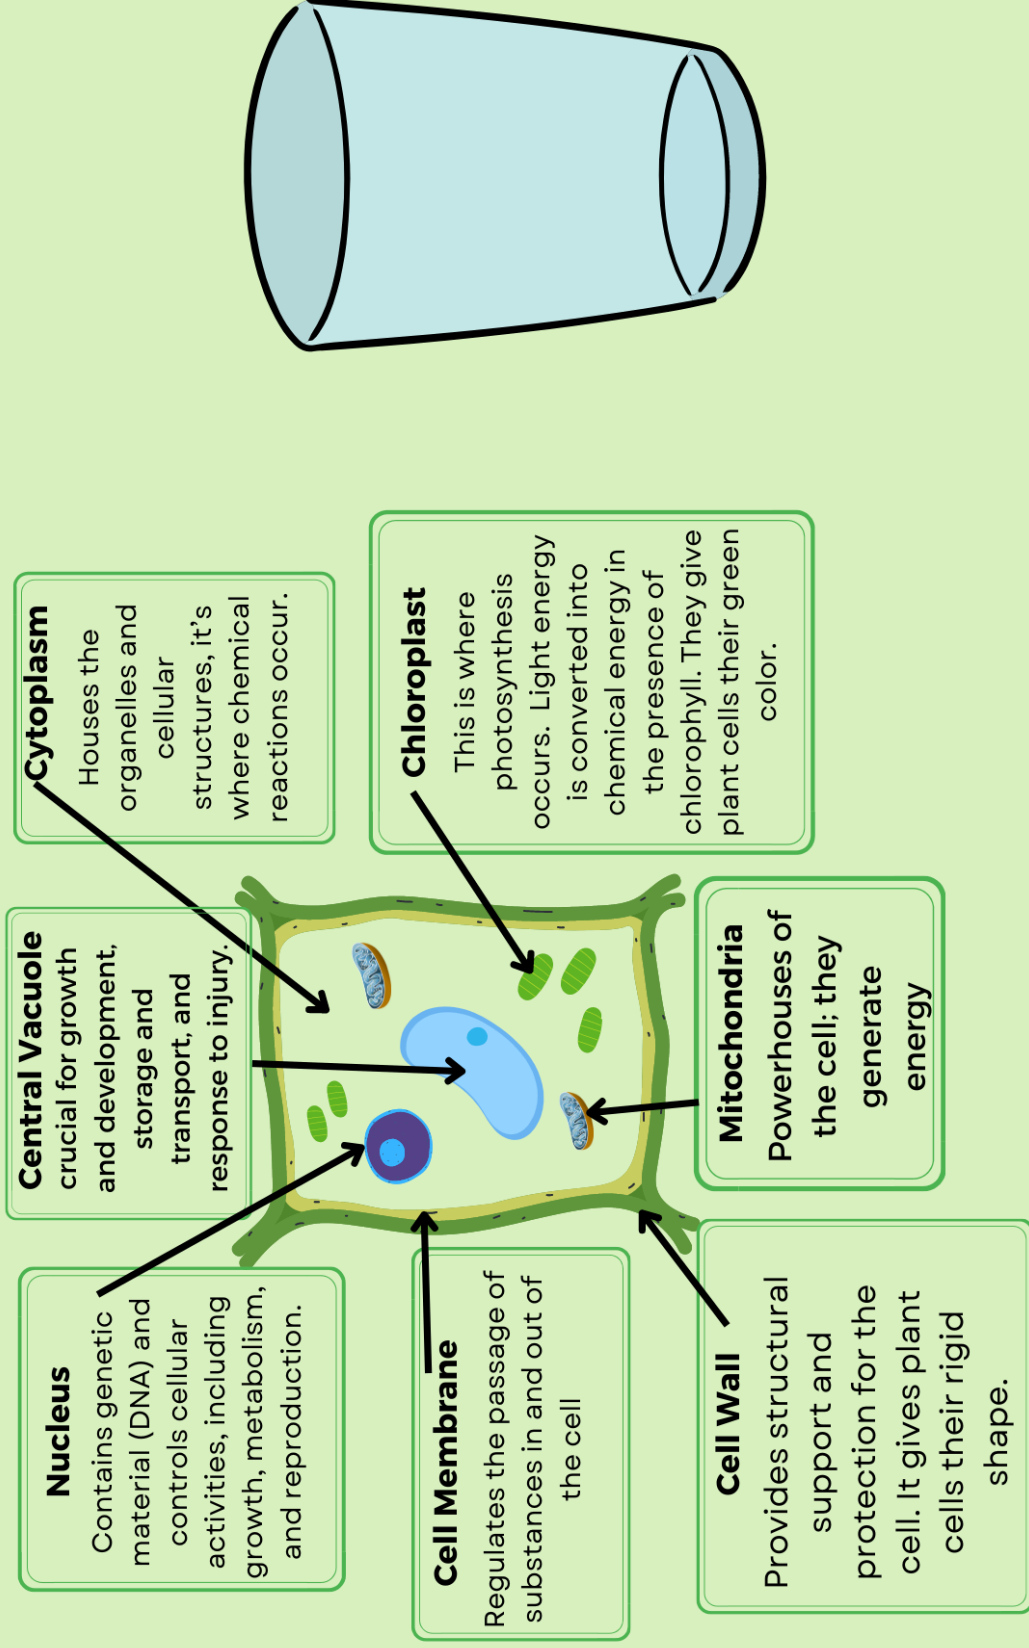 Nucleus
Contains genetic
material (DNA) and
controls cellular
activities, including
growth, metabolism,
and reproduction.
Central Vacuole
crucial for growth
and development,
storage and
transport, and
response to injury.
Cytoplasm
Houses the
organelles and
cellular
structures, it's
where chemical
reactions occur.
Cell Membrane
Regulates the passage of
substances in and out of
the cell
Chloroplast
This is where
photosynthesis
occurs. Light energy
is converted into
chemical energy in
the presence of
chlorophyll. They give
plant cells their green
color.
Cell Wall
Provides structural
support and
protection for the
cell. It gives plant
cells their rigid
shape.
Mitochondria
Powerhouses of
the cell; they
generate
energy